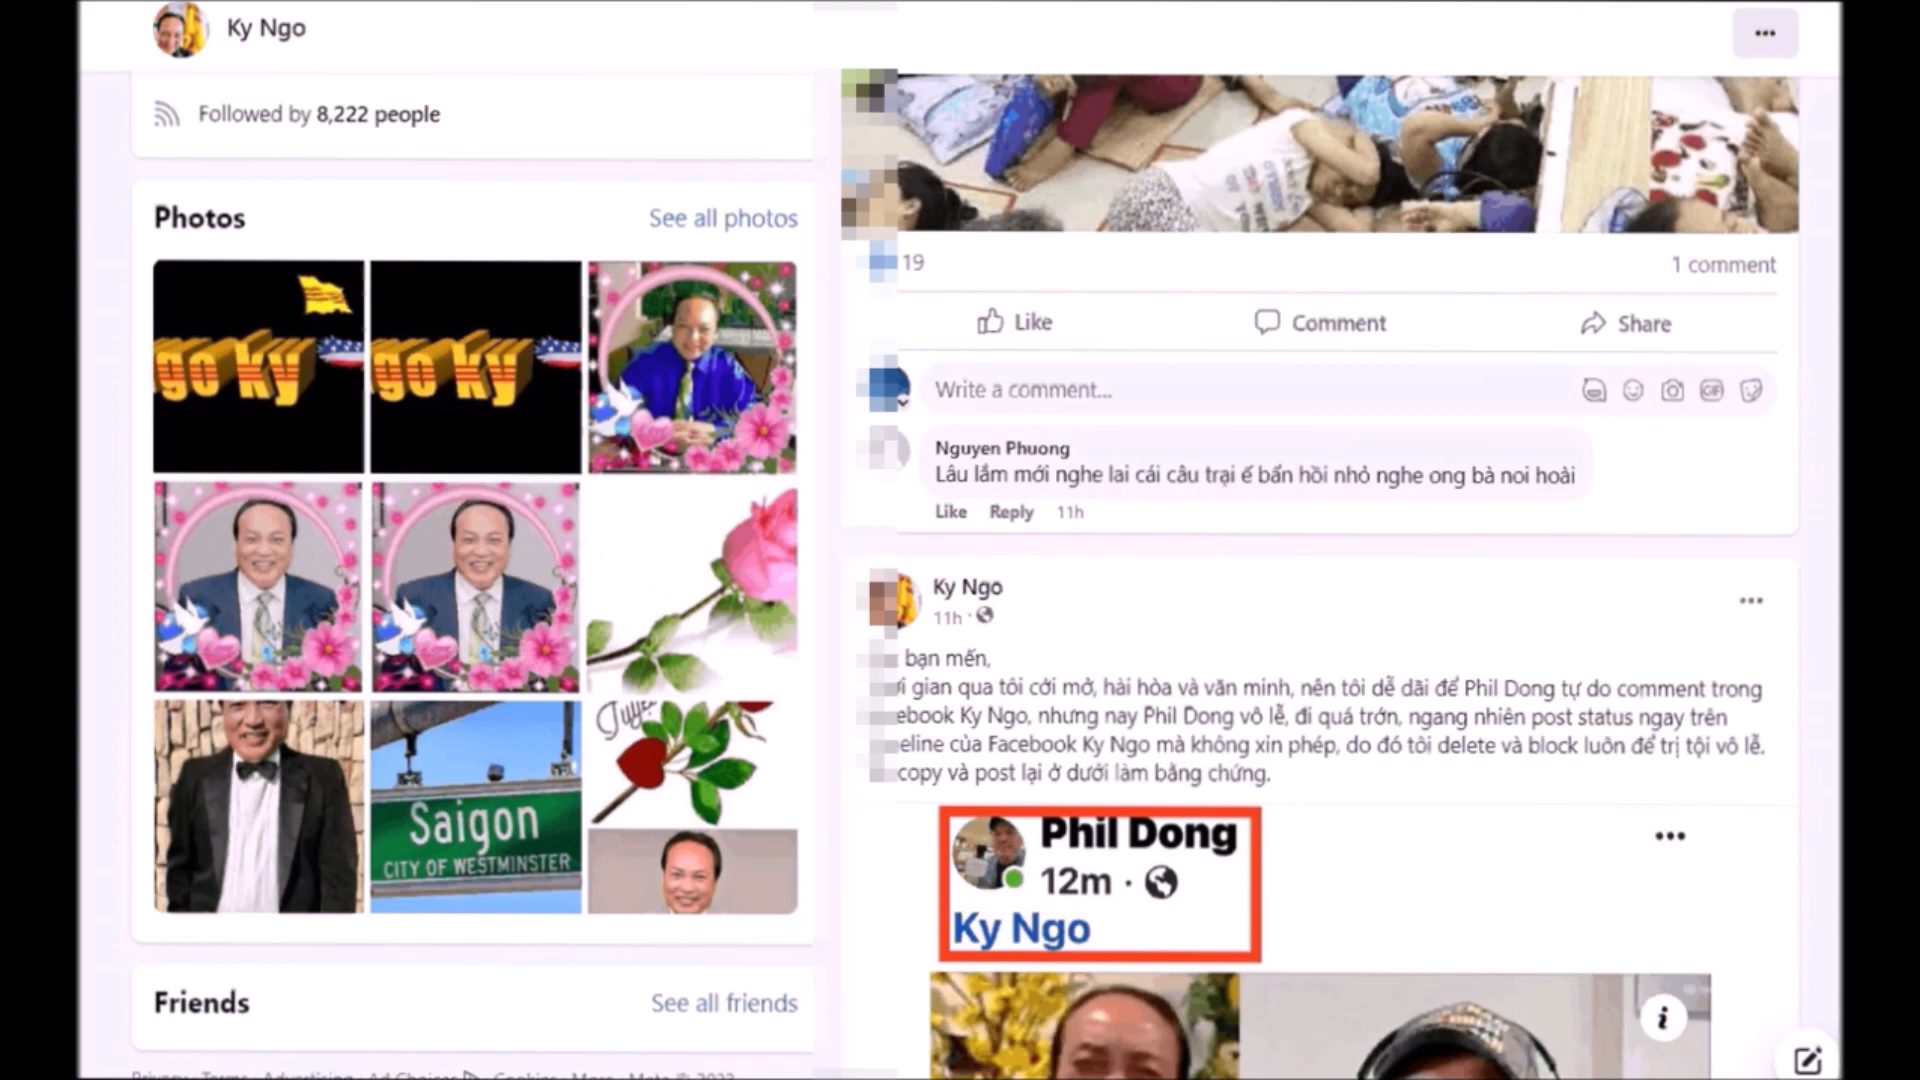 Ky Ngo
Followed by 8,222 people
Photos
See all photos
go ky
go ky
Love
Love
Love
Saigon
CITY OF WESTMINSTER
Friends
See all friends
19
1 comment
Like
Comment
Share
Write a comment...
GIF
Nguyen Phuong
Lâu lắm mới nghe lai cái câu trại ế bẩn hồi nhỏ nghe ong bà noi hoài
Like Reply 11h
Ky Ngo
11h ·
bạn mến,
i gian qua tôi cởi mở, hài hòa và văn minh, nên tôi dễ dãi để Phil Dong tự do comment trong
ebook Ky Ngo, nhưng nay Phil Dong vô lễ, đi quá trớn, ngang nhiên post status ngay trên
eline của Facebook Ky Ngo mà không xin phép, do đó tôi delete và block luôn để trị tội vô lễ.
copy và post lại ở dưới làm bằng chứng.
Phil Dong
12m ·
Ky Ngo